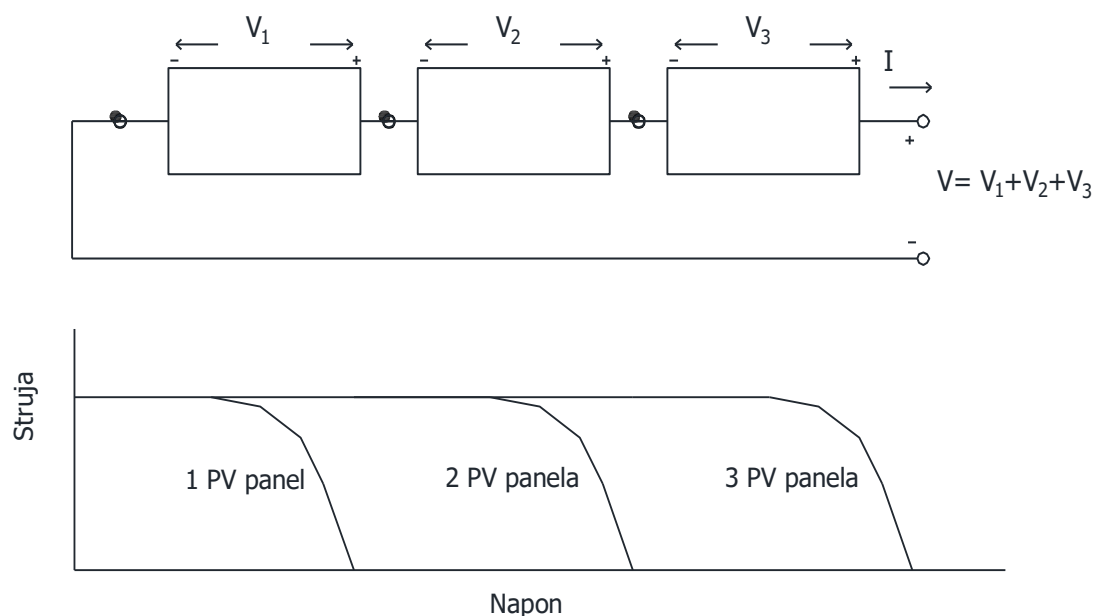 V₁ V₂ V₃
- + - + - + I
+
V= V₁+V₂+V₃
-
Struja
1 PV panel 2 PV panela 3 PV panela
Napon